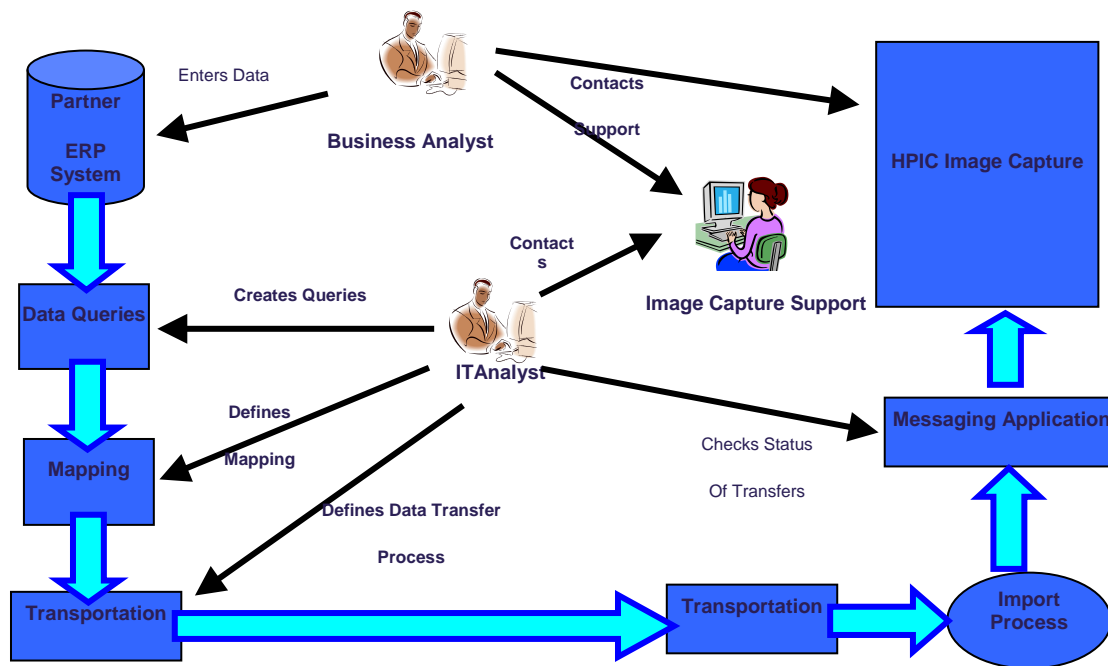 Enters Data
Partner
ERP
System
Business Analyst
Contacts
Support
HPIC Image Capture
Contact
s
Image Capture Support
Creates Queries
Data Queries
ITAnalyst
Defines
Mapping
Mapping
Messaging Application
Checks Status
Of Transfers
Defines Data Transfer
Process
Transportation
Transportation
Import
Process